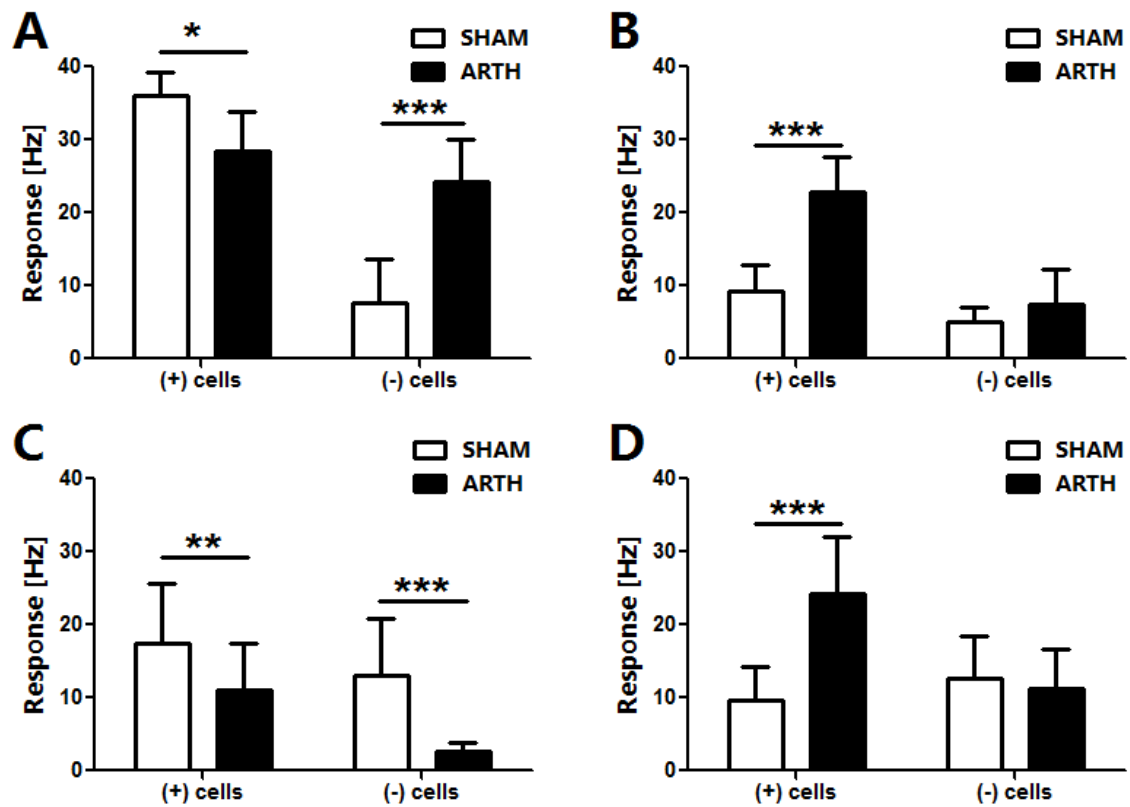 A
SHAM
ARTH
Response [Hz]
40
30
20
10
0
*
***
(+) cells
(-) cells
B
SHAM
ARTH
Response [Hz]
40
30
20
10
0
***
(+) cells
(-) cells
C
SHAM
ARTH
Response [Hz]
40
30
20
10
0
**
***
(+) cells
(-) cells
D
SHAM
ARTH
Response [Hz]
40
30
20
10
0
***
(+) cells
(-) cells